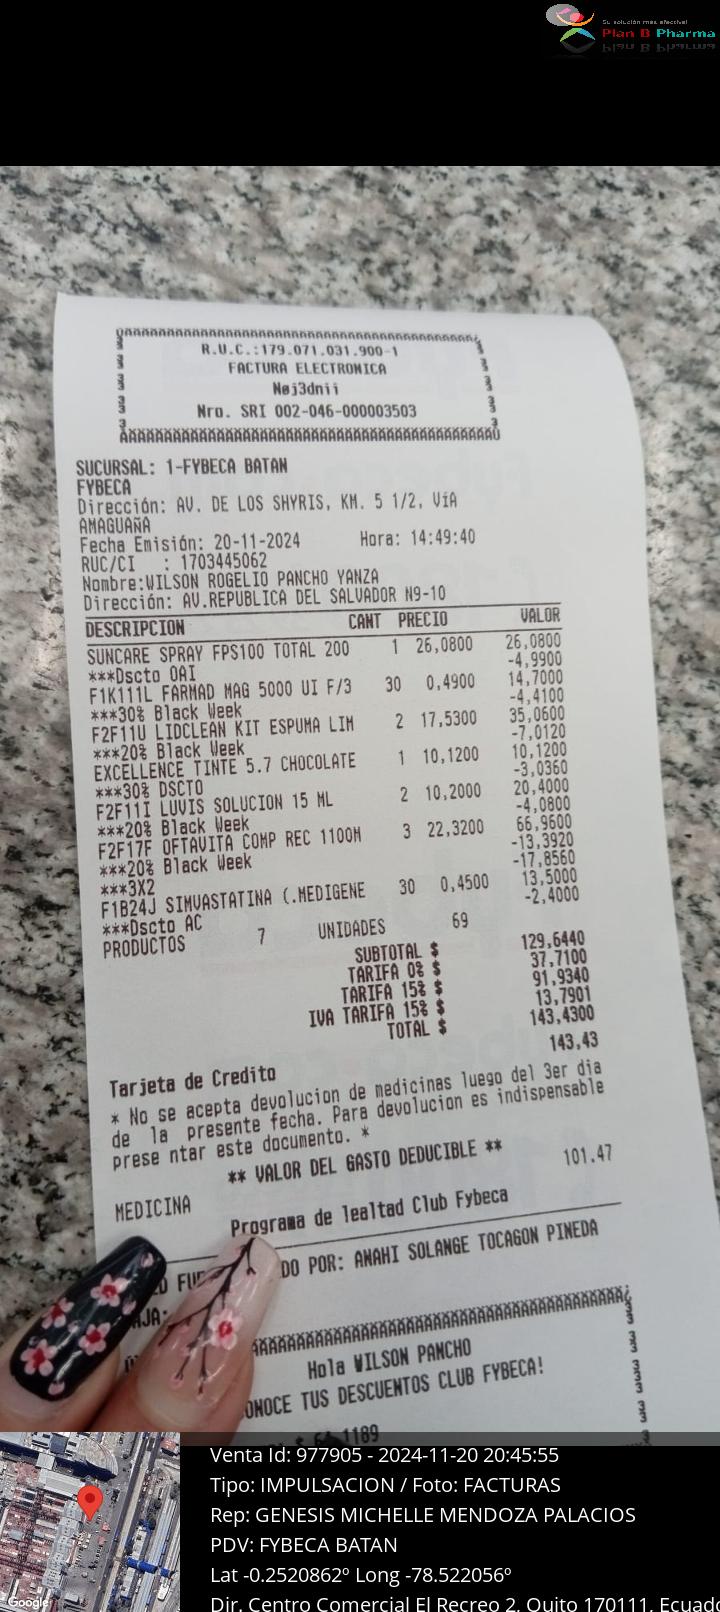 Su solución más efectiva!
Plan B Pharma
R.U.C.:179.071.031.900-1
FACTURA ELECTRONICA
Nøj3dnii
Nro. SRI 002-046-000003503
SUCURSAL: 1-FYBECA BATAN
FYBECA
Dirección: AV. DE LOS SHYRIS, KM. 5 1/2, VíA
AMAGUAñA
Fecha Emisión: 20-11-2024 Hora: 14:49:40
RUC/CI : 1703445062
Nombre:WILSON ROGELIO PANCHO YANZA
Dirección: AV.REPUBLICA DEL SALVADOR N9-10
DESCRIPCION CANT PRECIO VALOR
SUNCARE SPRAY FPS100 TOTAL 200 1 26,0800 26,0800
***Dscto OAI -4,9900
F1K111L FARMAD MAG 5000 UI F/3 30 0,4900 14,7000
***30% Black Week -4,4100
F2F11U LIDCLEAN KIT ESPUMA LIM 2 17,5300 35,0600
***20% Black Week -7,0120
EXCELLENCE TINTE 5.7 CHOCOLATE 1 10,1200 10,1200
***30% DSCTO -3,0360
F2F11I LUVIS SOLUCION 15 ML 2 10,2000 20,4000
***20% Black Week -4,0800
F2F17F OFTAVITA COMP REC 110OM 3 22,3200 66,9600
***20% Black Week -13,3920
***3X2 -17,8560
F1B24J SIMVASTATINA (.MEDIGENE 30 0,4500 13,5000
***Dscto AC -2,4000
PRODUCTOS 7 UNIDADES 69
SUBTOTAL $ 129,6440
TARIFA 0% $ 37,7100
TARIFA 15% $ 91,9340
IVA TARIFA 15% $ 13,7901
TOTAL $ 143,4300
143,43
Tarjeta de Credito
* No se acepta devolucion de medicinas luego del 3er dia
de la presente fecha. Para devolucion es indispensable
prese ntar este documento. *
** VALOR DEL GASTO DEDUCIBLE **
MEDICINA 101.47
Programa de lealtad Club Fybeca
DO POR: ANAHI SOLANGE TOCAGON PINEDA
AJA:
Hola WILSON PANCHO
ONOCE TUS DESCUENTOS CLUB FYBECA!
1189
Venta Id: 977905 - 2024-11-20 20:45:55
Tipo: IMPULSACION / Foto: FACTURAS
Rep: GENESIS MICHELLE MENDOZA PALACIOS
PDV: FYBECA BATAN
Lat -0.2520862º Long -78.522056º
Dir. Centro Comercial El Recreo 2, Quito 170111, Ecuado
Google